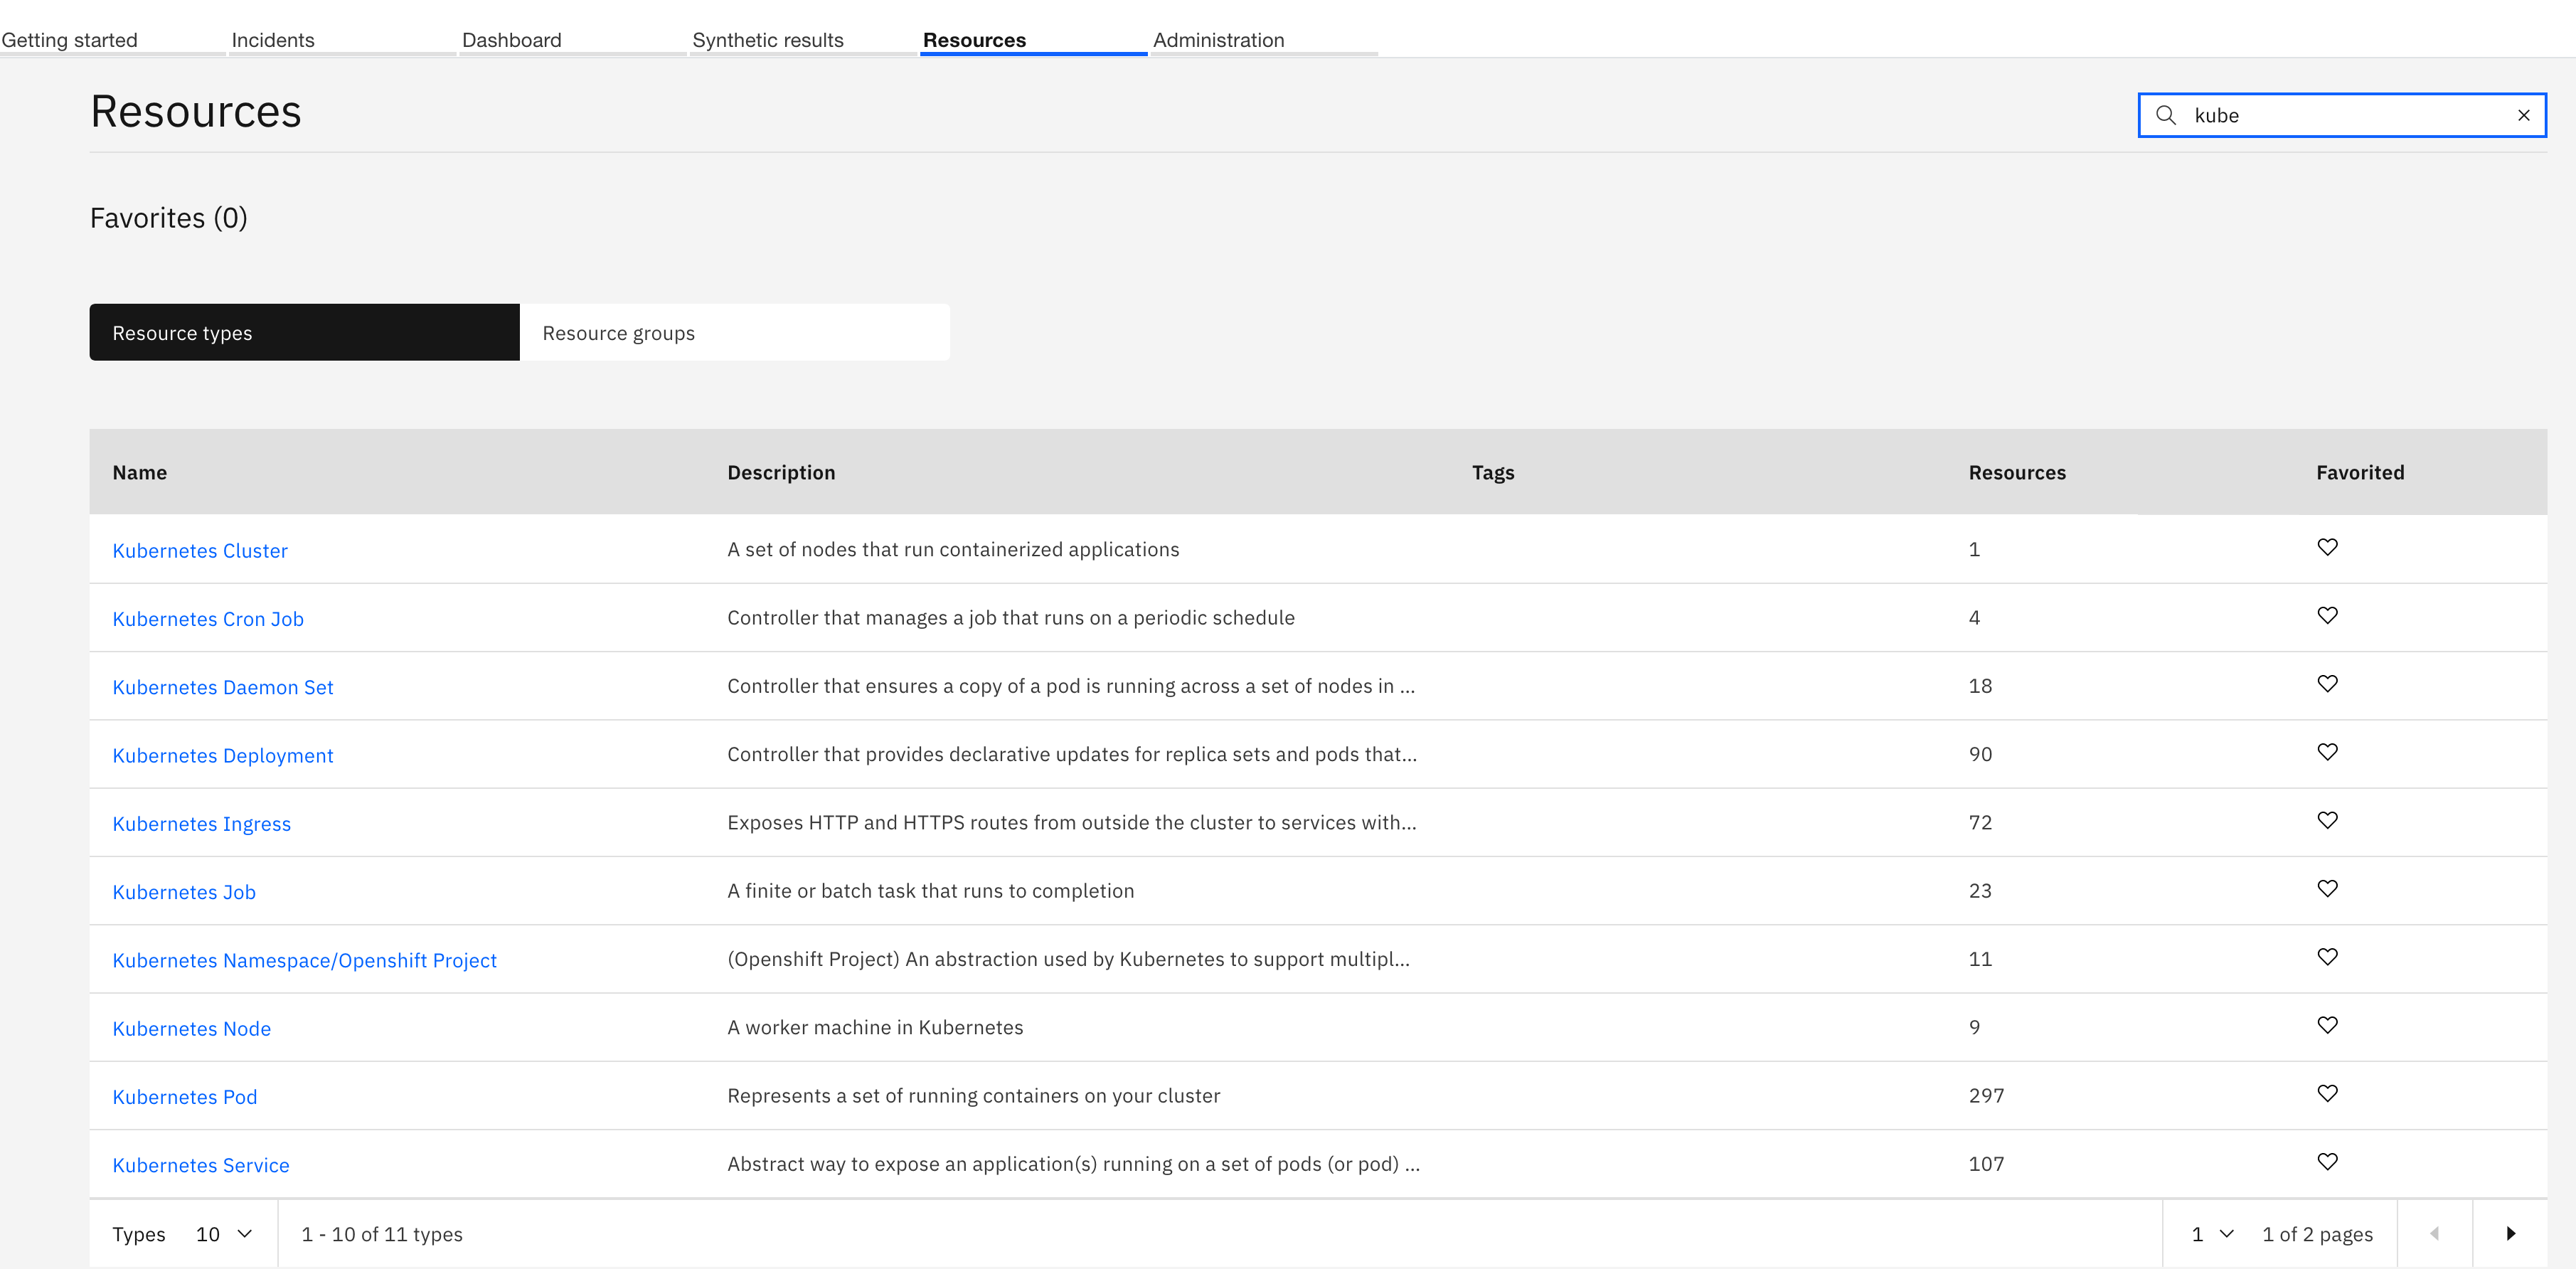 Getting started Incidents Dashboard Synthetic results Resources Administration
Resources
kube
Favorites (0)
Resource types Resource groups
Name Description Tags Resources Favorited
Kubernetes Cluster A set of nodes that run containerized applications 1
Kubernetes Cron Job Controller that manages a job that runs on a periodic schedule 4
Kubernetes Daemon Set Controller that ensures a copy of a pod is running across a set of nodes in ... 18
Kubernetes Deployment Controller that provides declarative updates for replica sets and pods that... 90
Kubernetes Ingress Exposes HTTP and HTTPS routes from outside the cluster to services with... 72
Kubernetes Job A finite or batch task that runs to completion 23
Kubernetes Namespace/Openshift Project (Openshift Project) An abstraction used by Kubernetes to support multipl... 11
Kubernetes Node A worker machine in Kubernetes 9
Kubernetes Pod Represents a set of running containers on your cluster 297
Kubernetes Service Abstract way to expose an application(s) running on a set of pods (or pod) ... 107
Types 10 1 - 10 of 11 types 1 1 of 2 pages